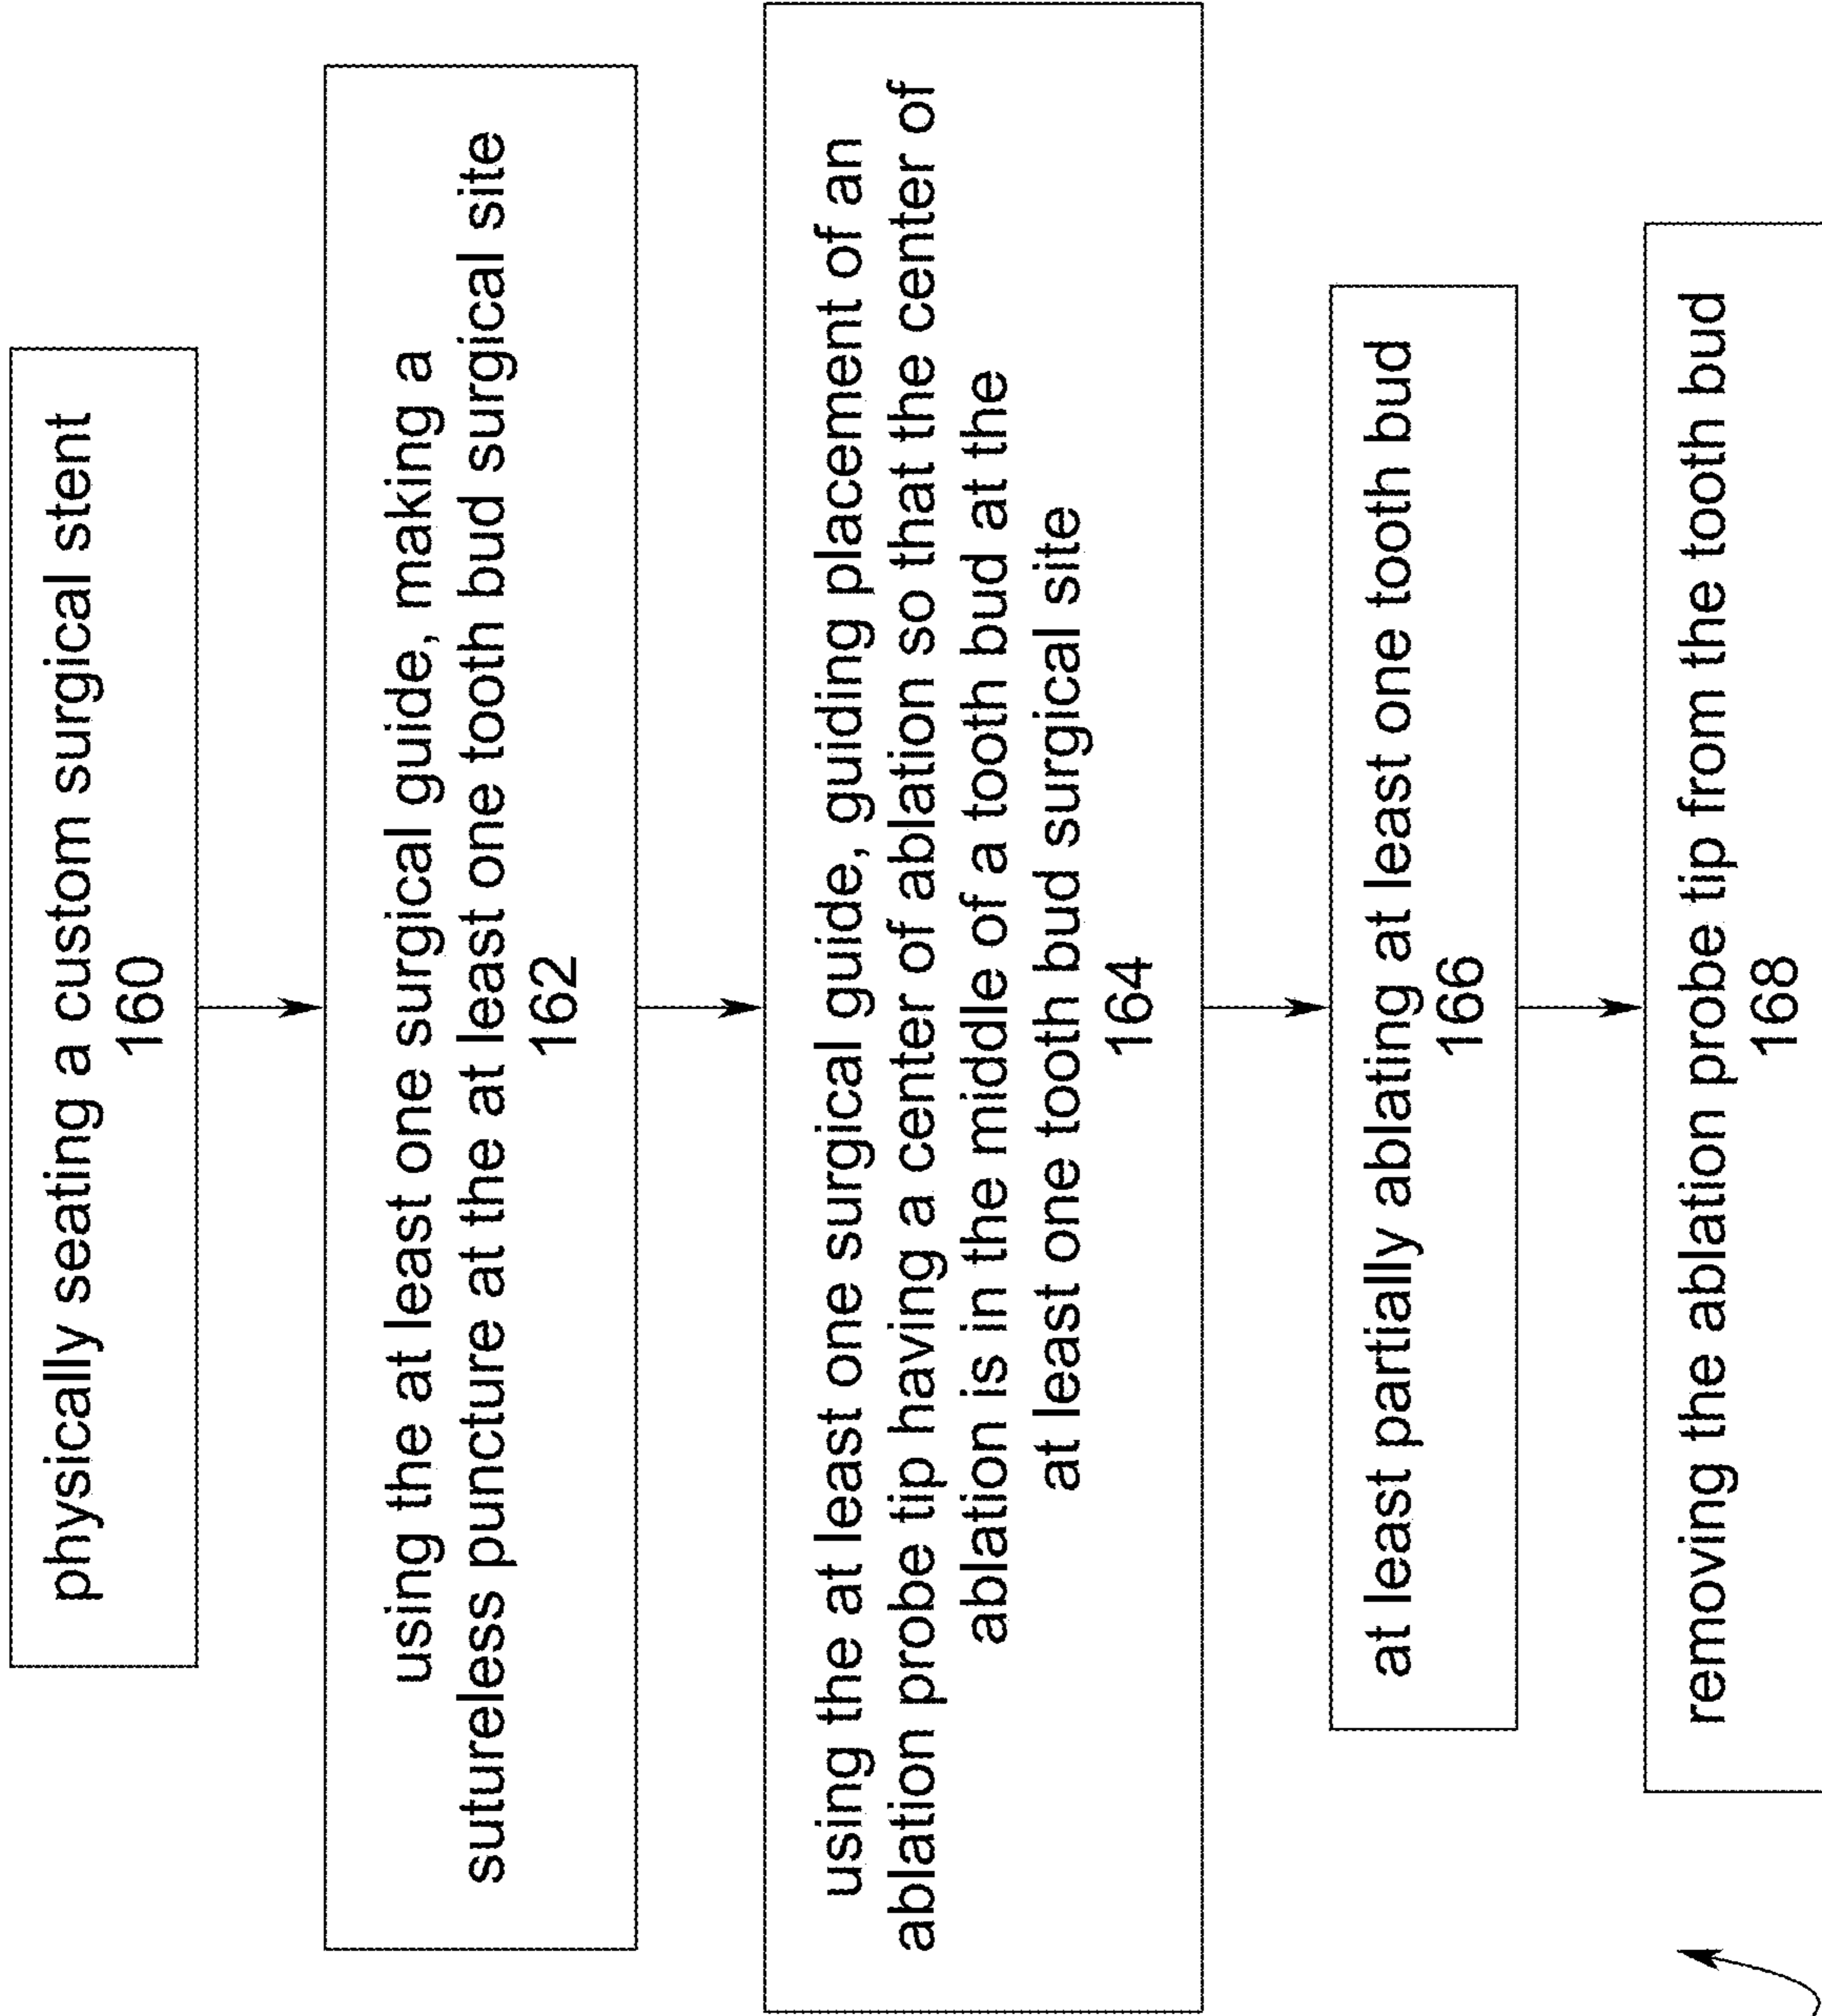 physically seating a custom surgical stent
160
using the at least one surgical guide, making a
sutureless puncture at the at least one tooth bud surgical site
162
using the at least one surgical guide, guiding placement of an
ablation probe tip having a center of ablation so that the center of
ablation is in the middle of a tooth bud at the
at least one tooth bud surgical site
164
at least partially ablating at least one tooth bud
166
removing the ablation probe tip from the tooth bud
168